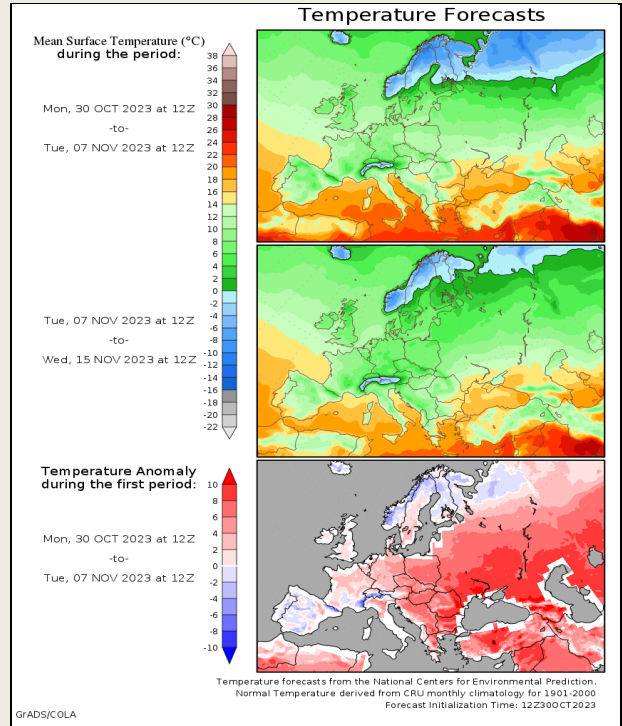 Temperature Forecasts
Mean Surface Temperature (°C)
during the period:
38
36
34
32
30
28
26
24
22
20
18
16
14
12
10
8
6
4
2
0
-2
-4
-6
-8
-10
-12
-14
-16
-18
-20
-22
Mon, 30 OCT 2023 at 12Z
-to-
Tue, 07 NOV 2023 at 12Z
Tue, 07 NOV 2023 at 12Z
-to-
Wed, 15 NOV 2023 at 12Z
Temperature Anomaly
during the first period:
10
8
6
4
2
0
-2
-4
-6
-8
-10
Mon, 30 OCT 2023 at 12Z
-to-
Tue, 07 NOV 2023 at 12Z
Temperature forecasts from the National Centers for Environmental Prediction.
Normal Temperature derived from CRU monthly climatology for 1901-2000
Forecast Initialization Time: 12Z30OCT2023
GrADS/COLA